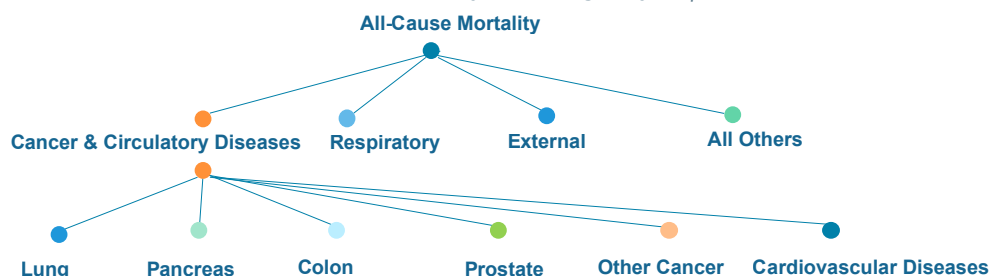 All-Cause Mortality
Cancer & Circulatory Diseases
Respiratory
External
All Others
Lung
Pancreas
Colon
Prostate
Other Cancer
Cardiovascular Diseases